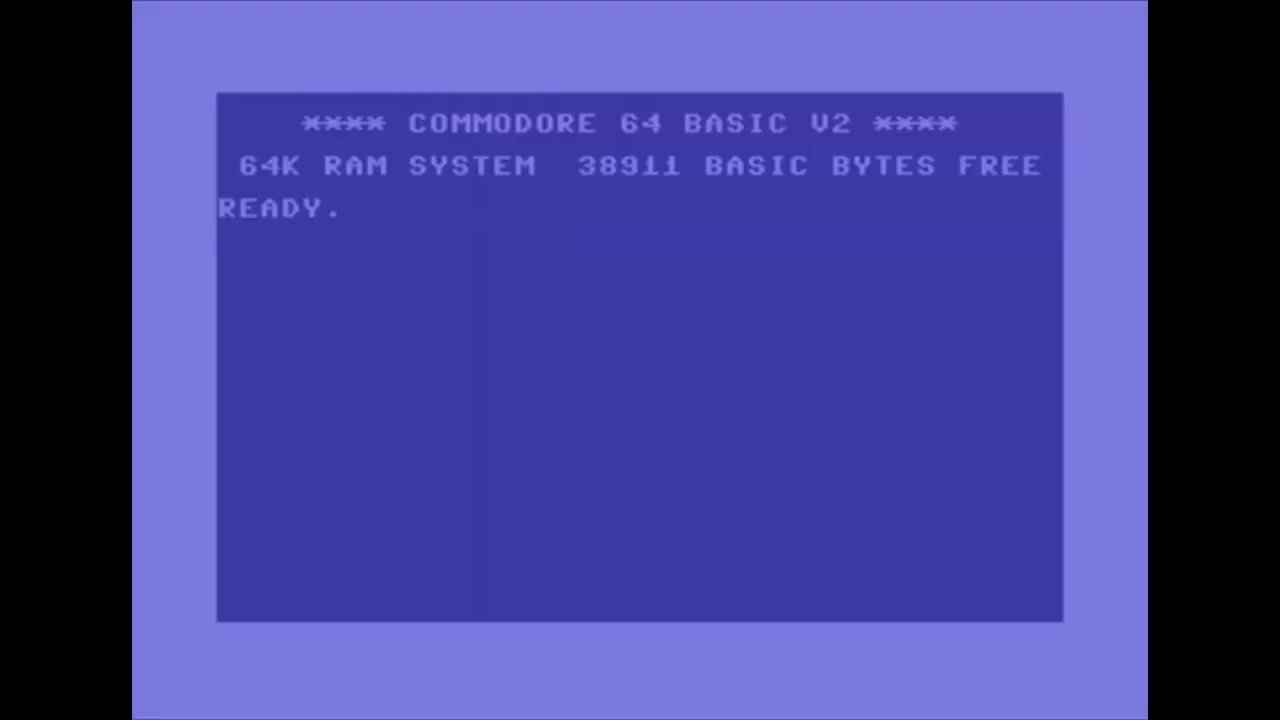 **** COMMODORE 64 BASIC V2 ****
64K RAM SYSTEM  38911 BASIC BYTES FREE
READY.